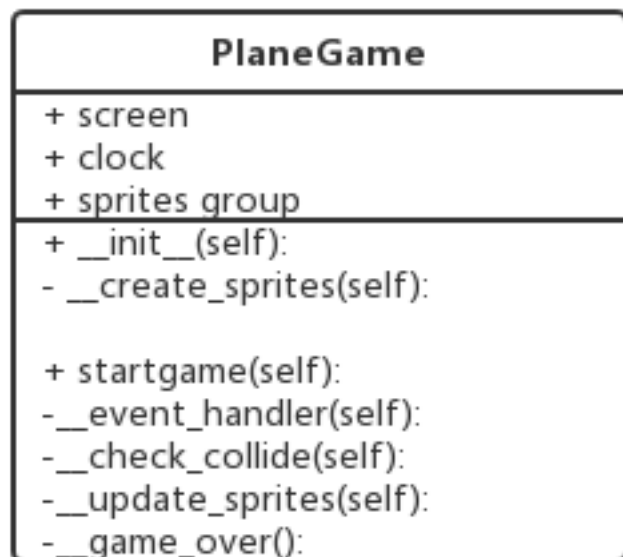 PlaneGame
+ screen
+ clock
+ sprites group
+ __init__(self):
- __create_sprites(self):
+ startgame(self):
-__event_handler(self):
-__check_collide(self):
-__update_sprites(self):
-__game_over():